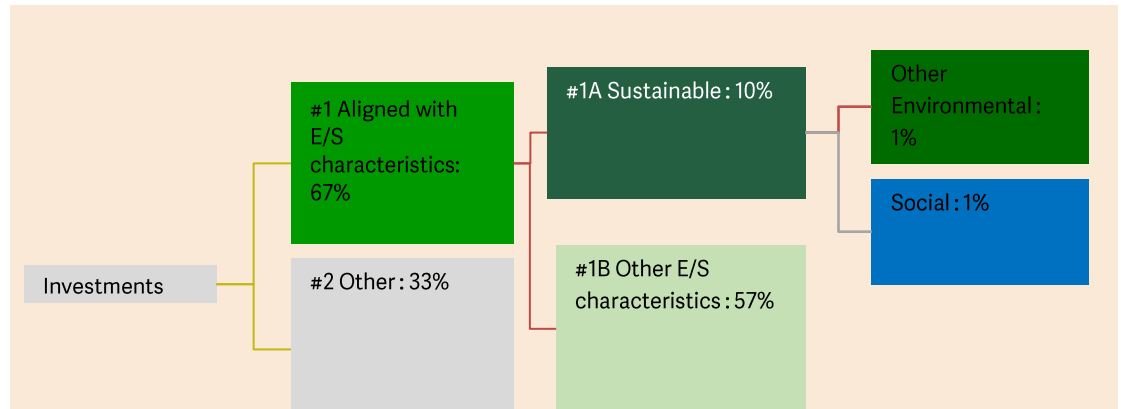 Investments
#1 Aligned with
E/S
characteristics:
67%
#2 Other : 33%
#1A Sustainable : 10%
#1B Other E/S
characteristics : 57%
Other
Environmental :
1%
Social : 1%